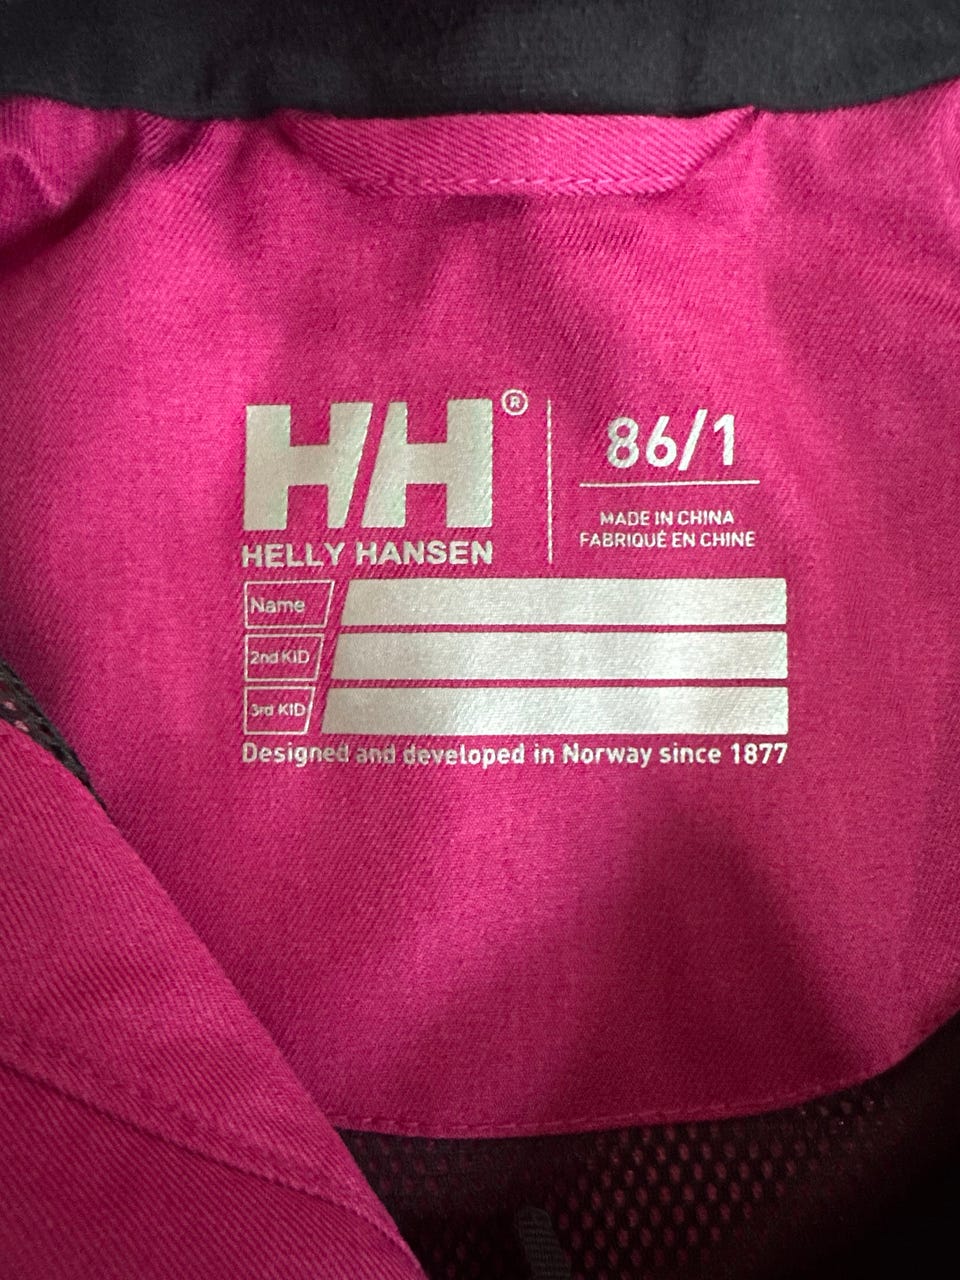 HH®
HELLY HANSEN
86/1
MADE IN CHINA
FABRIQUÉ EN CHINE
Name
2nd KID
3rd KID
Designed and developed in Norway since 1877